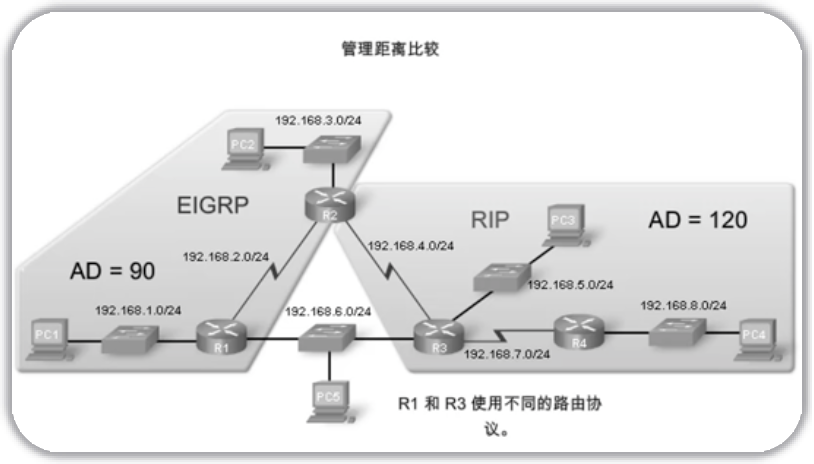 管理距离比较
192.168.3.0/24
PC2
EIGRP
R2
RIP
PC3
AD = 120
192.168.2.0/24
192.168.4.0/24
AD = 90
192.168.5.0/24
192.168.1.0/24
192.168.6.0/24
192.168.8.0/24
PC1
R1
R3
R4
PC4
192.168.7.0/24
PC5
R1 和 R3 使用不同的路由协
议。